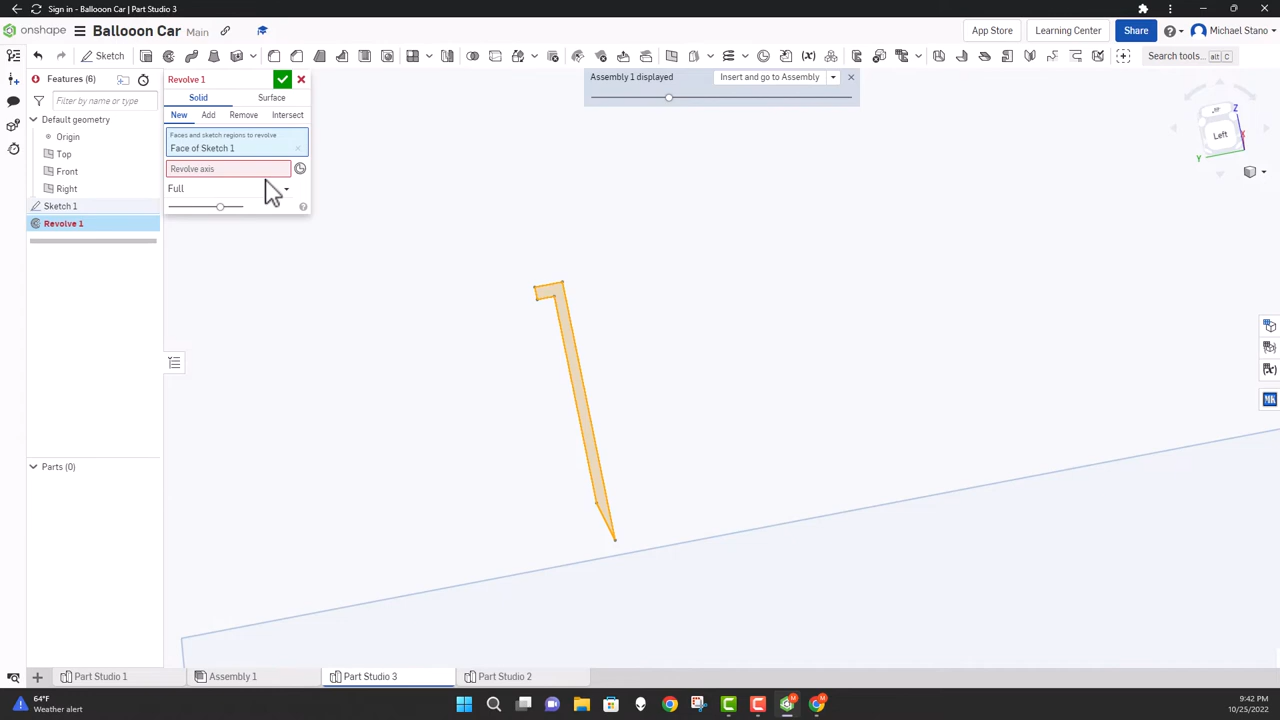 Sign in - Ballooon Car | Part Studio 3
onshape
Ballooon Car
Main
App Store
Learning Center
Share
Michael Stano
Sketch
Search tools...
alt
C
Features (6)
Filter by name or type
Default geometry
Origin
Top
Front
Right
Sketch 1
Revolve 1
Parts (0)
Revolve 1
Solid
Surface
New
Add
Remove
Intersect
Faces and sketch regions to revolve
Face of Sketch 1
Revolve axis
Full
Assembly 1 displayed
Insert and go to Assembly
Left
Z
X
Y
MK
Part Studio 1
Assembly 1
Part Studio 3
Part Studio 2
64°F
Weather alert
9:42 PM
10/25/2022